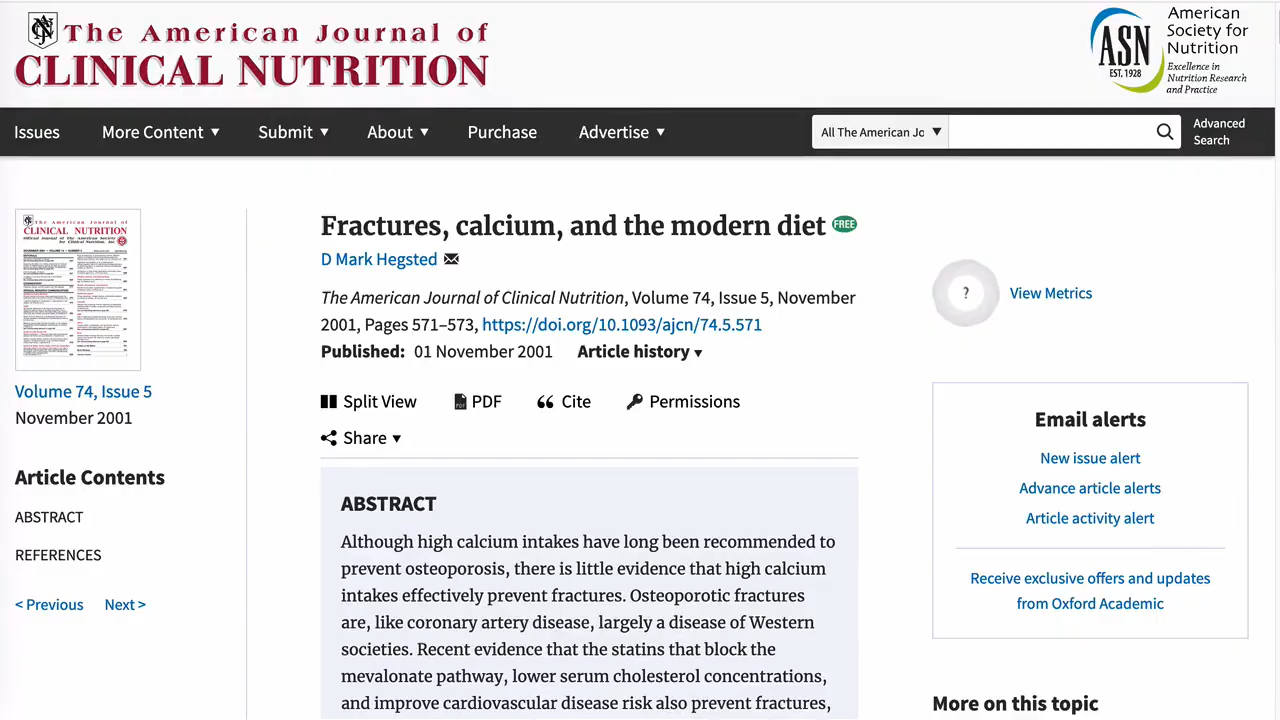 The American Journal of
CLINICAL NUTRITION
ASN
EST. 1928
American
Society for
Nutrition
Excellence in
Nutrition Research
and Practice
Issues
More Content
Submit
About
Purchase
Advertise
All The American Jo
Advanced
Search
The American Journal of
CLINICAL NUTRITION
Volume 74, Issue 5
November 2001
Article Contents
ABSTRACT
REFERENCES
< Previous Next >
Fractures, calcium, and the modern diet FREE
D Mark Hegsted
The American Journal of Clinical Nutrition, Volume 74, Issue 5, November
2001, Pages 571–573, https://doi.org/10.1093/ajcn/74.5.571
Published: 01 November 2001 Article history
Split View PDF Cite Permissions
Share
ABSTRACT
Although high calcium intakes have long been recommended to
prevent osteoporosis, there is little evidence that high calcium
intakes effectively prevent fractures. Osteoporotic fractures
are, like coronary artery disease, largely a disease of Western
societies. Recent evidence that the statins that block the
mevalonate pathway, lower serum cholesterol concentrations,
and improve cardiovascular disease risk also prevent fractures,
?
View Metrics
Email alerts
New issue alert
Advance article alerts
Article activity alert
Receive exclusive offers and updates
from Oxford Academic
More on this topic